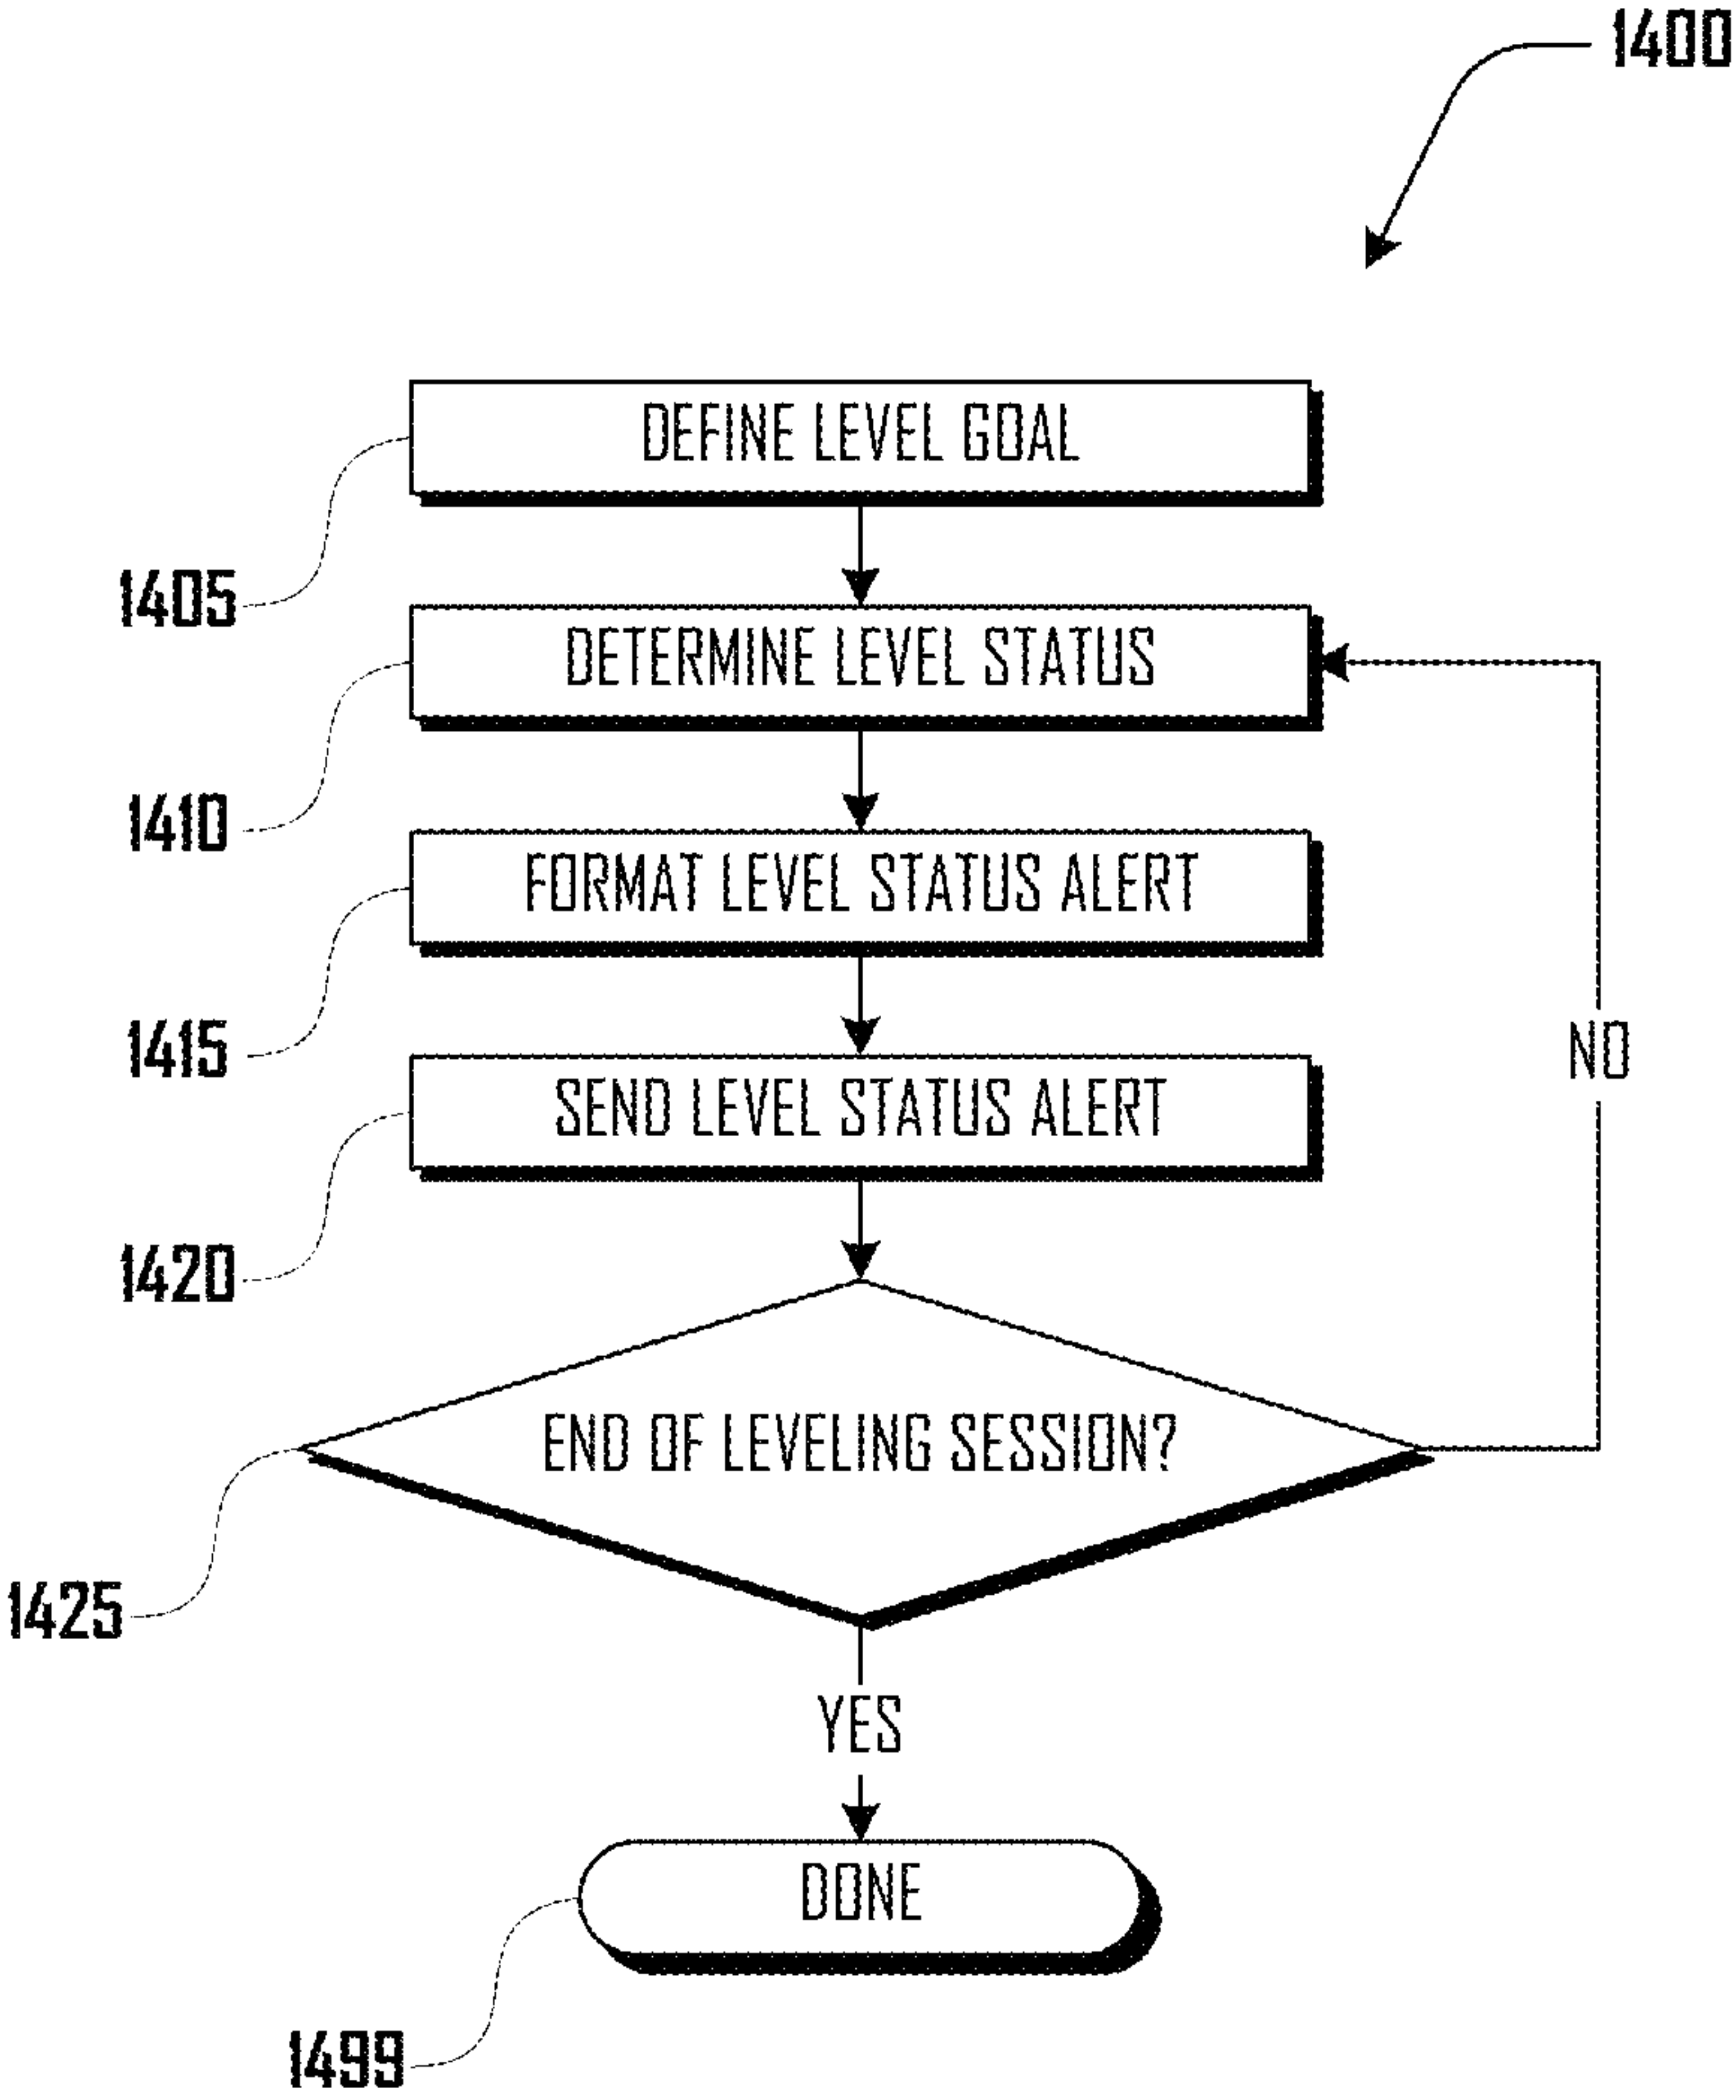 1400
DEFINE LEVEL GOAL
1405
DETERMINE LEVEL STATUS
1410
FORMAT LEVEL STATUS ALERT
1415
NO
SEND LEVEL STATUS ALERT
1420
END OF LEVELING SESSION?
1425
YES
DONE
1499